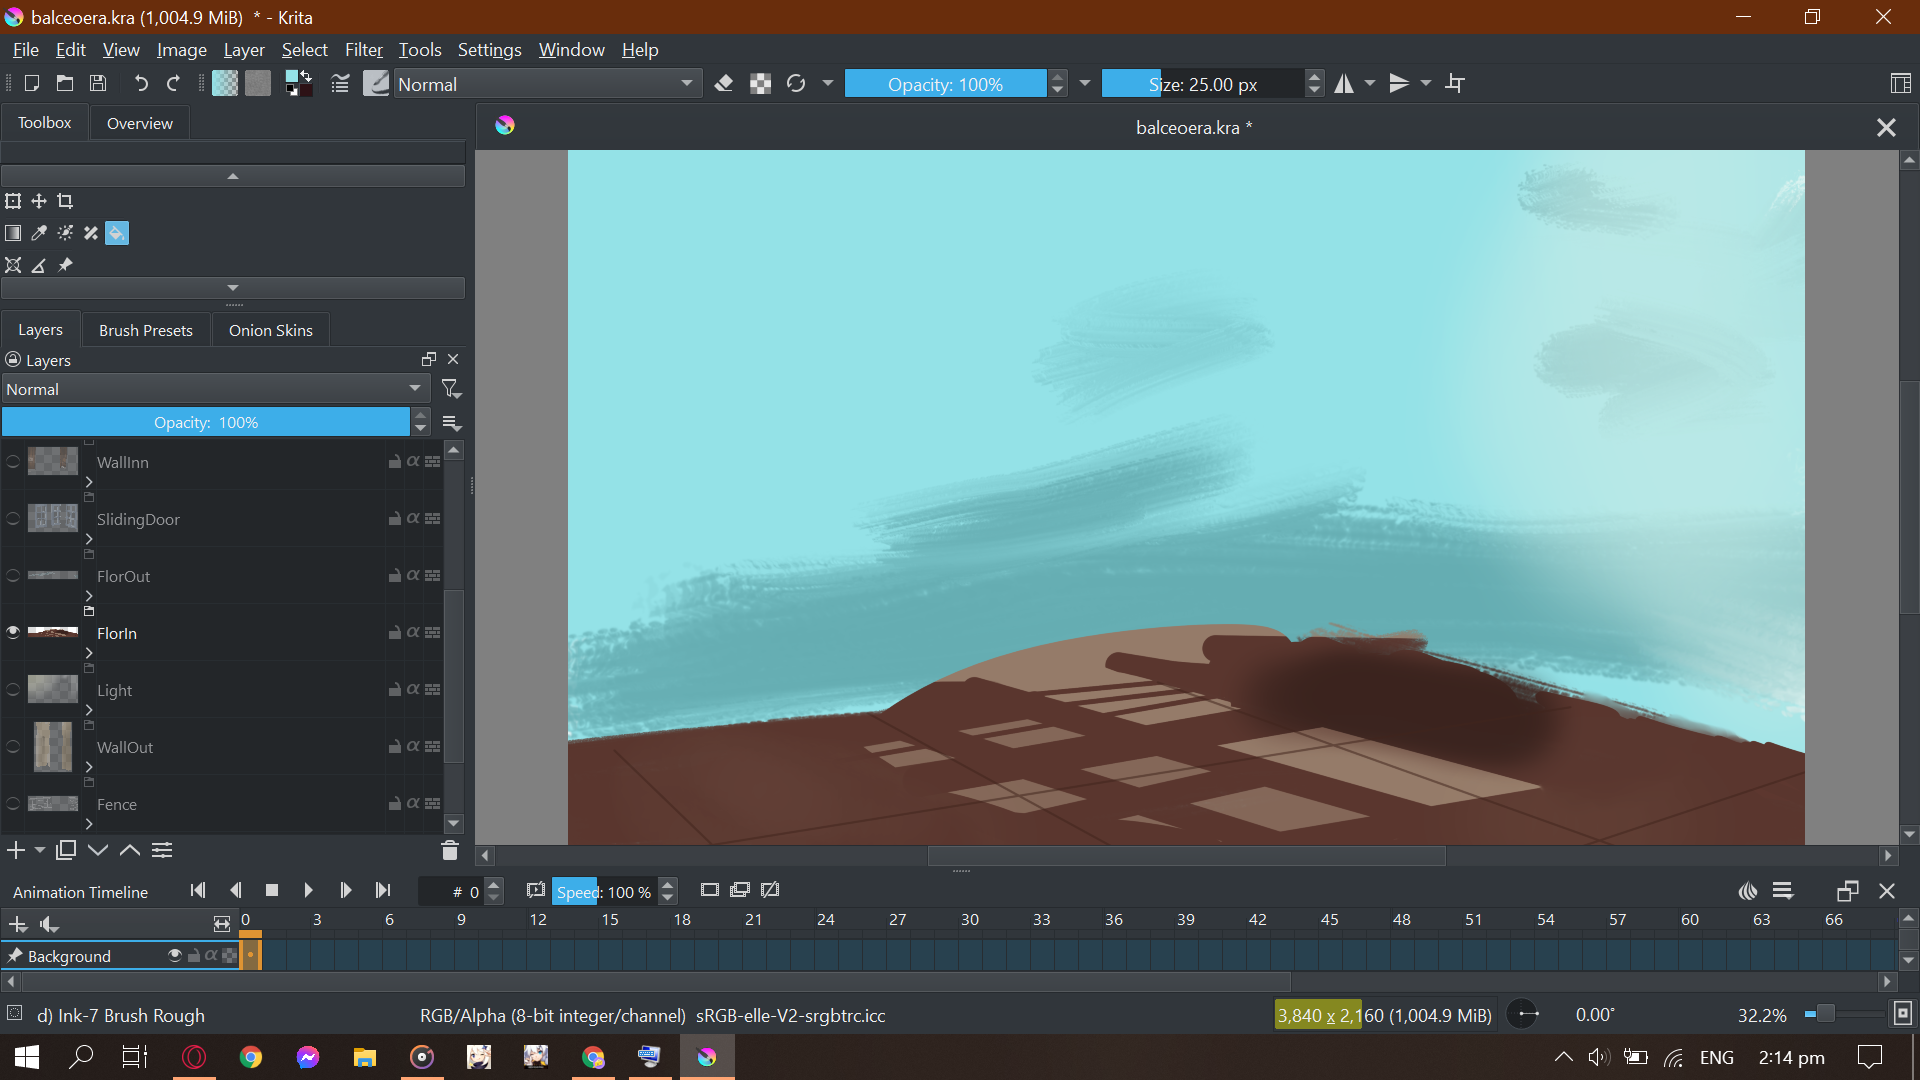 balceoera.kra (1,004.9 MiB)  * - Krita
File Edit View Image Layer Select Filter Tools Settings Window Help
Normal Opacity: 100% Size: 25.00 px
Toolbox Overview
balceoera.kra *
Layers Brush Presets Onion Skins
Layers
Normal
Opacity:  100%
WallInn
SlidingDoor
FlorOut
FlorIn
Light
WallOut
Fence
Animation Timeline # 0 Speed: 100 %
0 3 6 9 12 15 18 21 24 27 30 33 36 39 42 45 48 51 54 57 60 63 66
Background
d) Ink-7 Brush Rough RGB/Alpha (8-bit integer/channel)  sRGB-elle-V2-srgbtrc.icc 3,840 x 2,160 (1,004.9 MiB) 0.00° 32.2%
ENG 2:14 pm